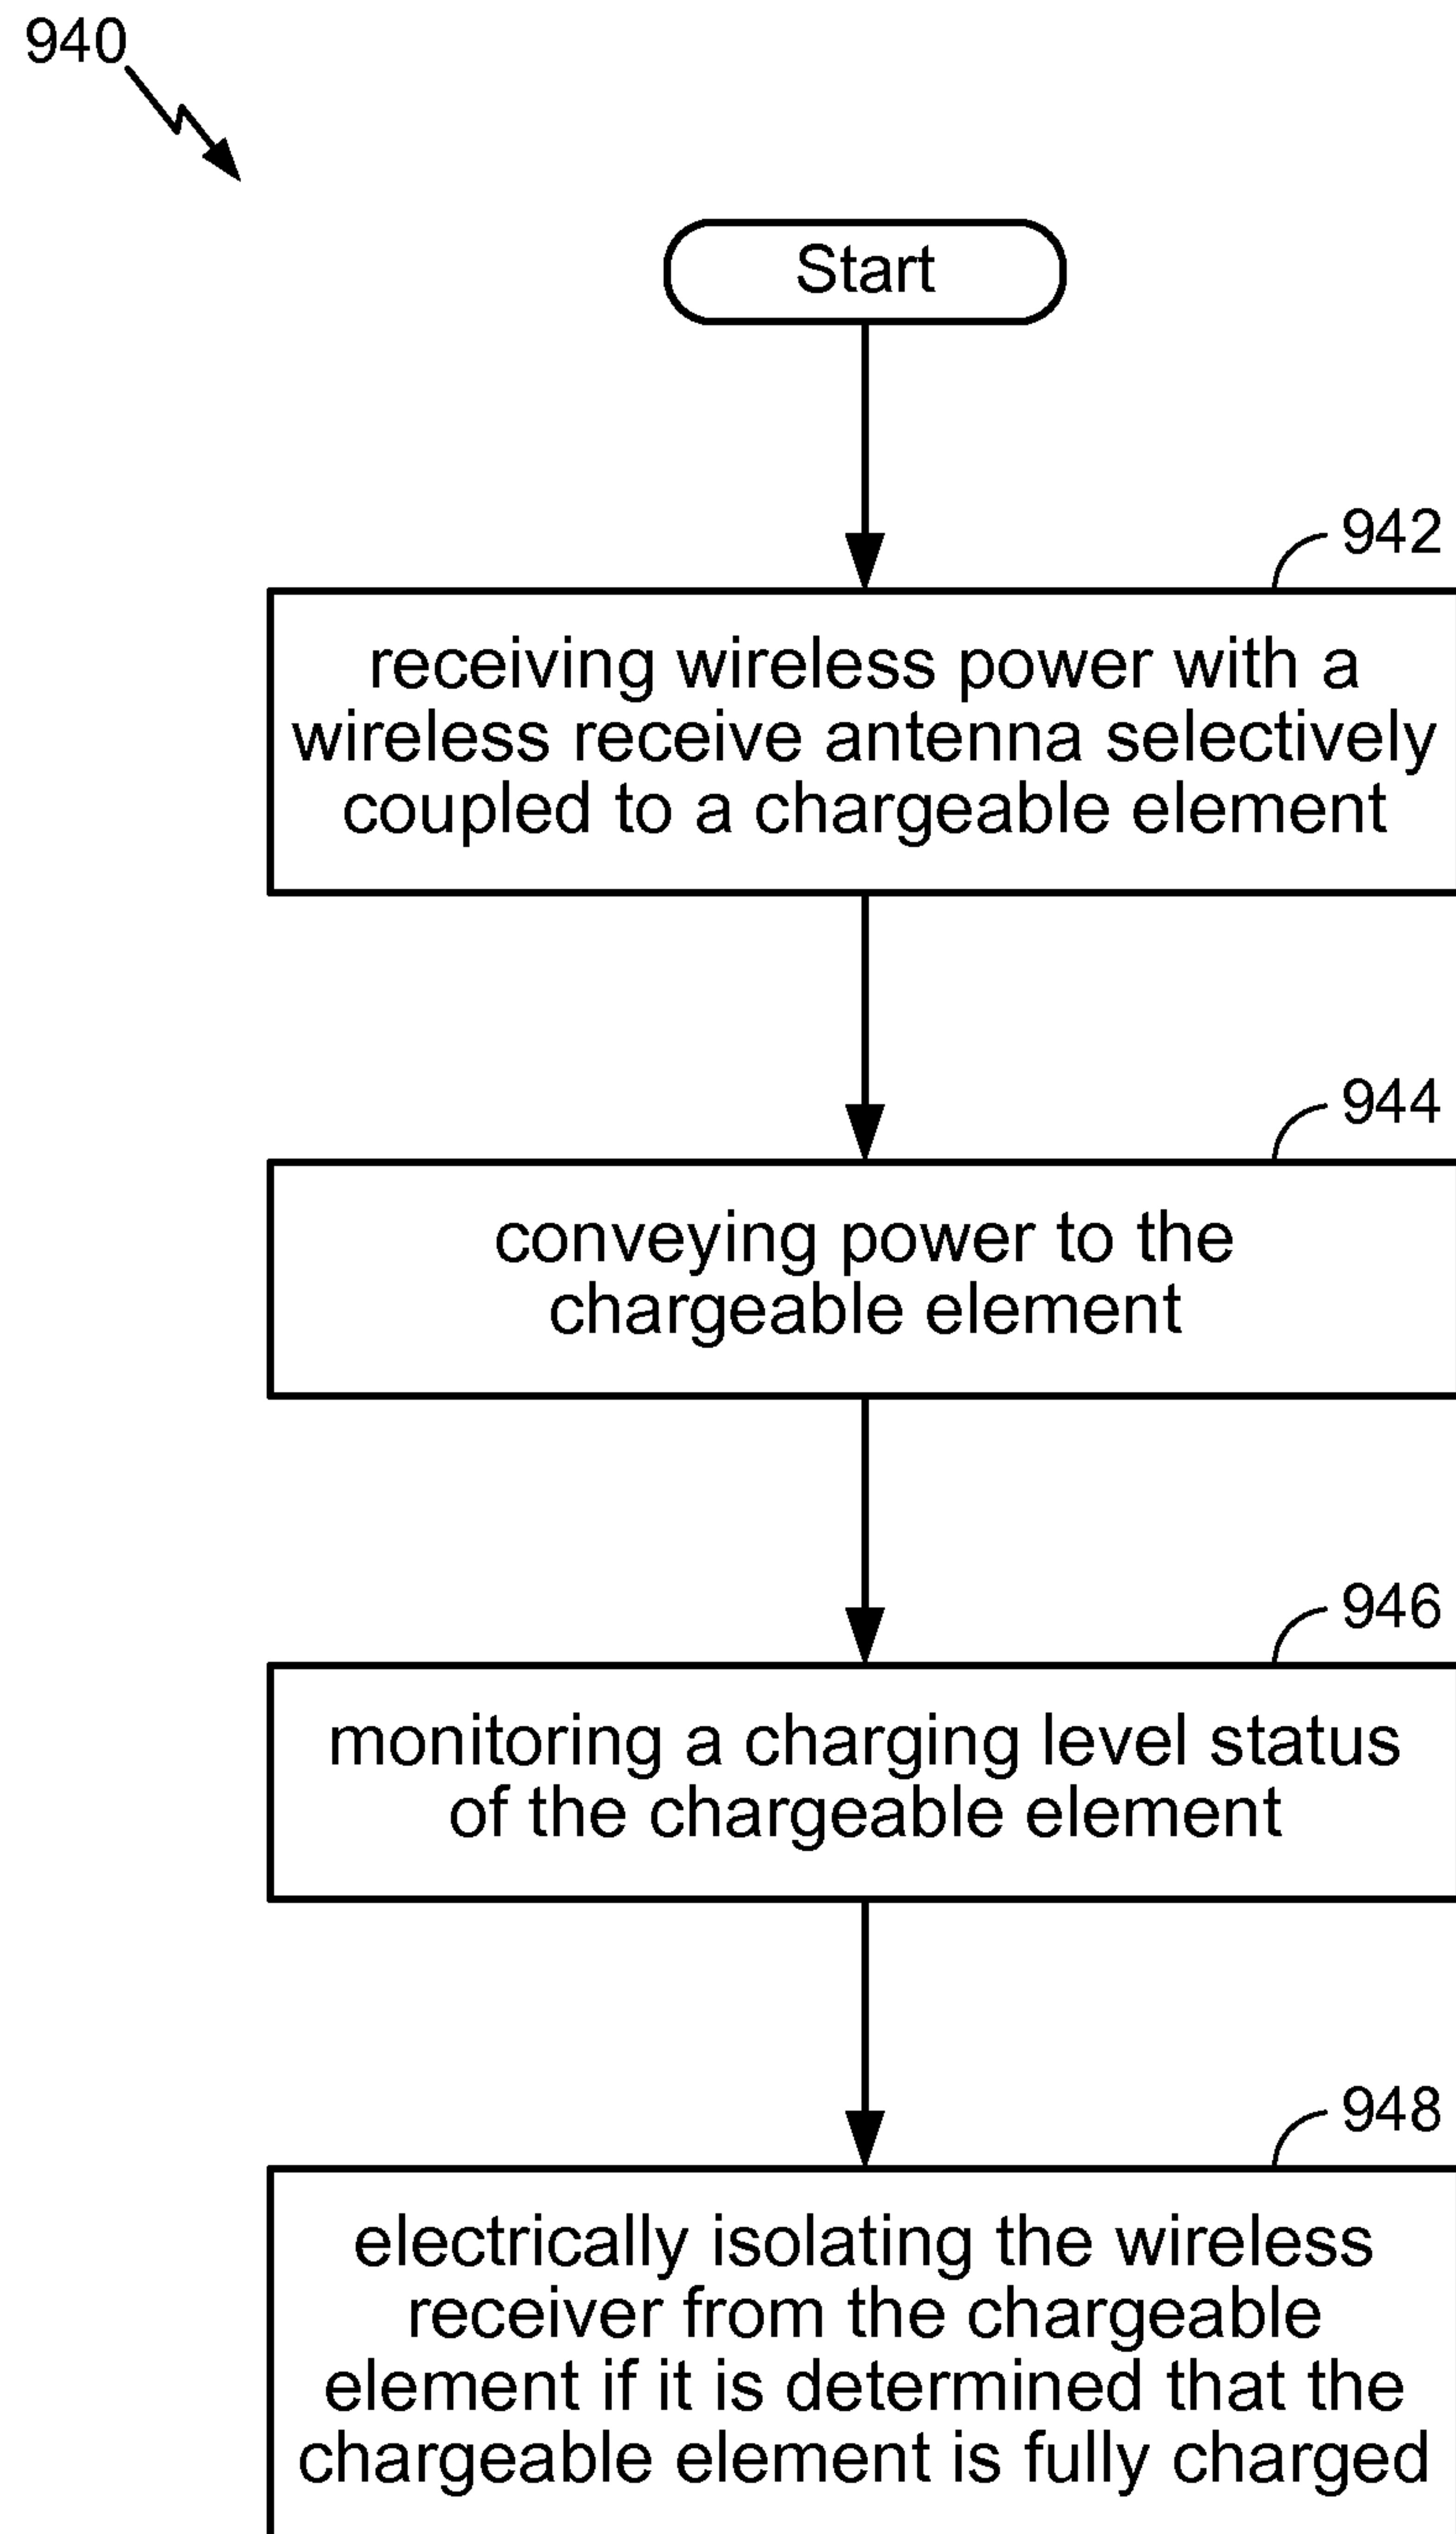 940
Start
942
receiving wireless power with a
wireless receive antenna selectively
coupled to a chargeable element
944
conveying power to the
chargeable element
946
monitoring a charging level status
of the chargeable element
948
electrically isolating the wireless
receiver from the chargeable
element if it is determined that the
chargeable element is fully charged